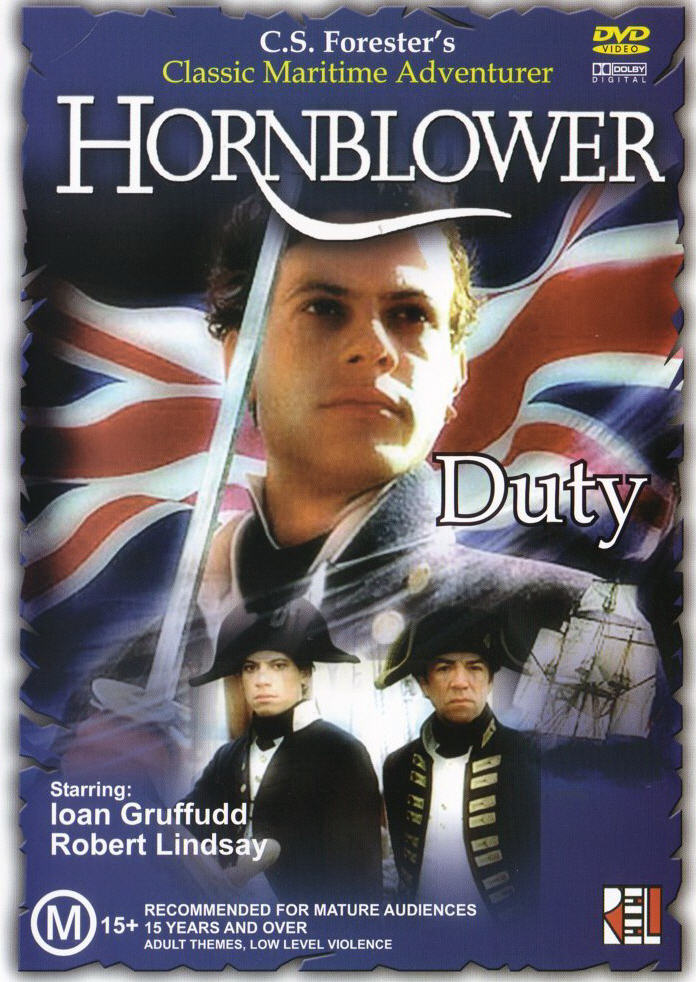 C.S. Forester's
Classic Maritime Adventurer
DVD
VIDEO
DOLBY
DIGITAL
HORNBLOWER
Duty
Starring:
Ioan Gruffudd
Robert Lindsay
M 15+
RECOMMENDED FOR MATURE AUDIENCES
15 YEARS AND OVER
ADULT THEMES, LOW LEVEL VIOLENCE
REEL